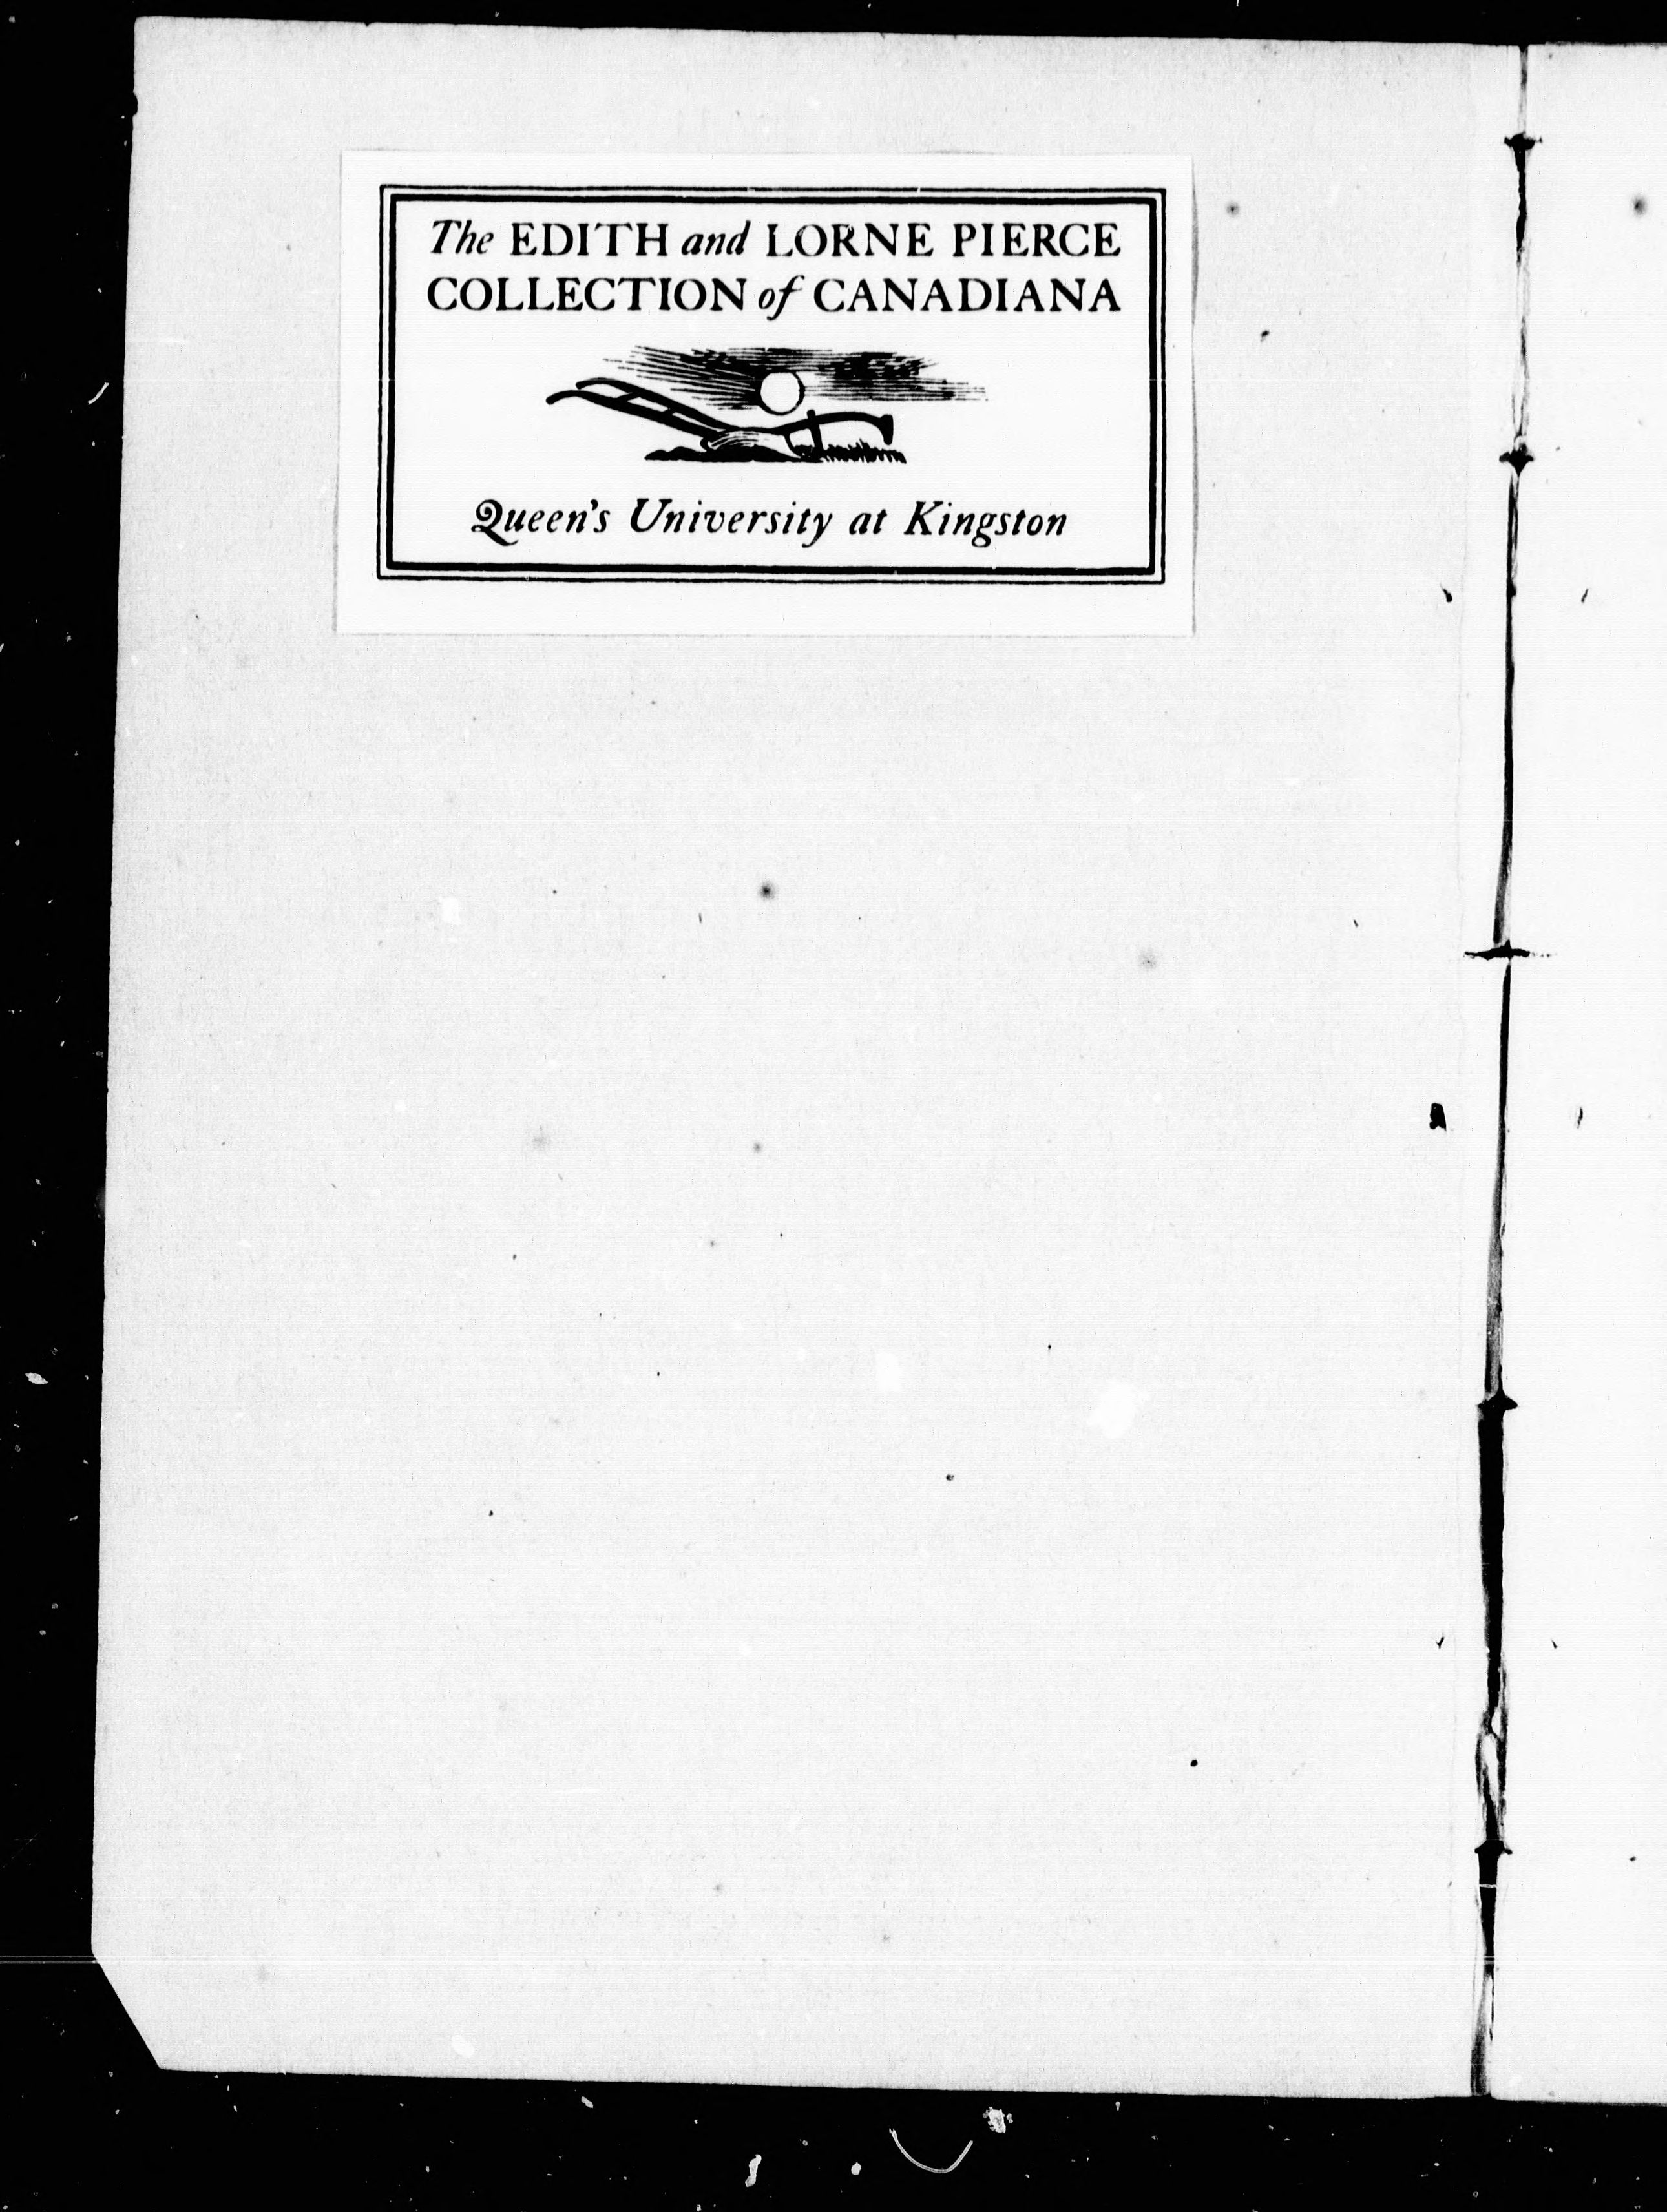 The EDITH and LORNE PIERCE
COLLECTION of CANADIANA
Queen's University at Kingston